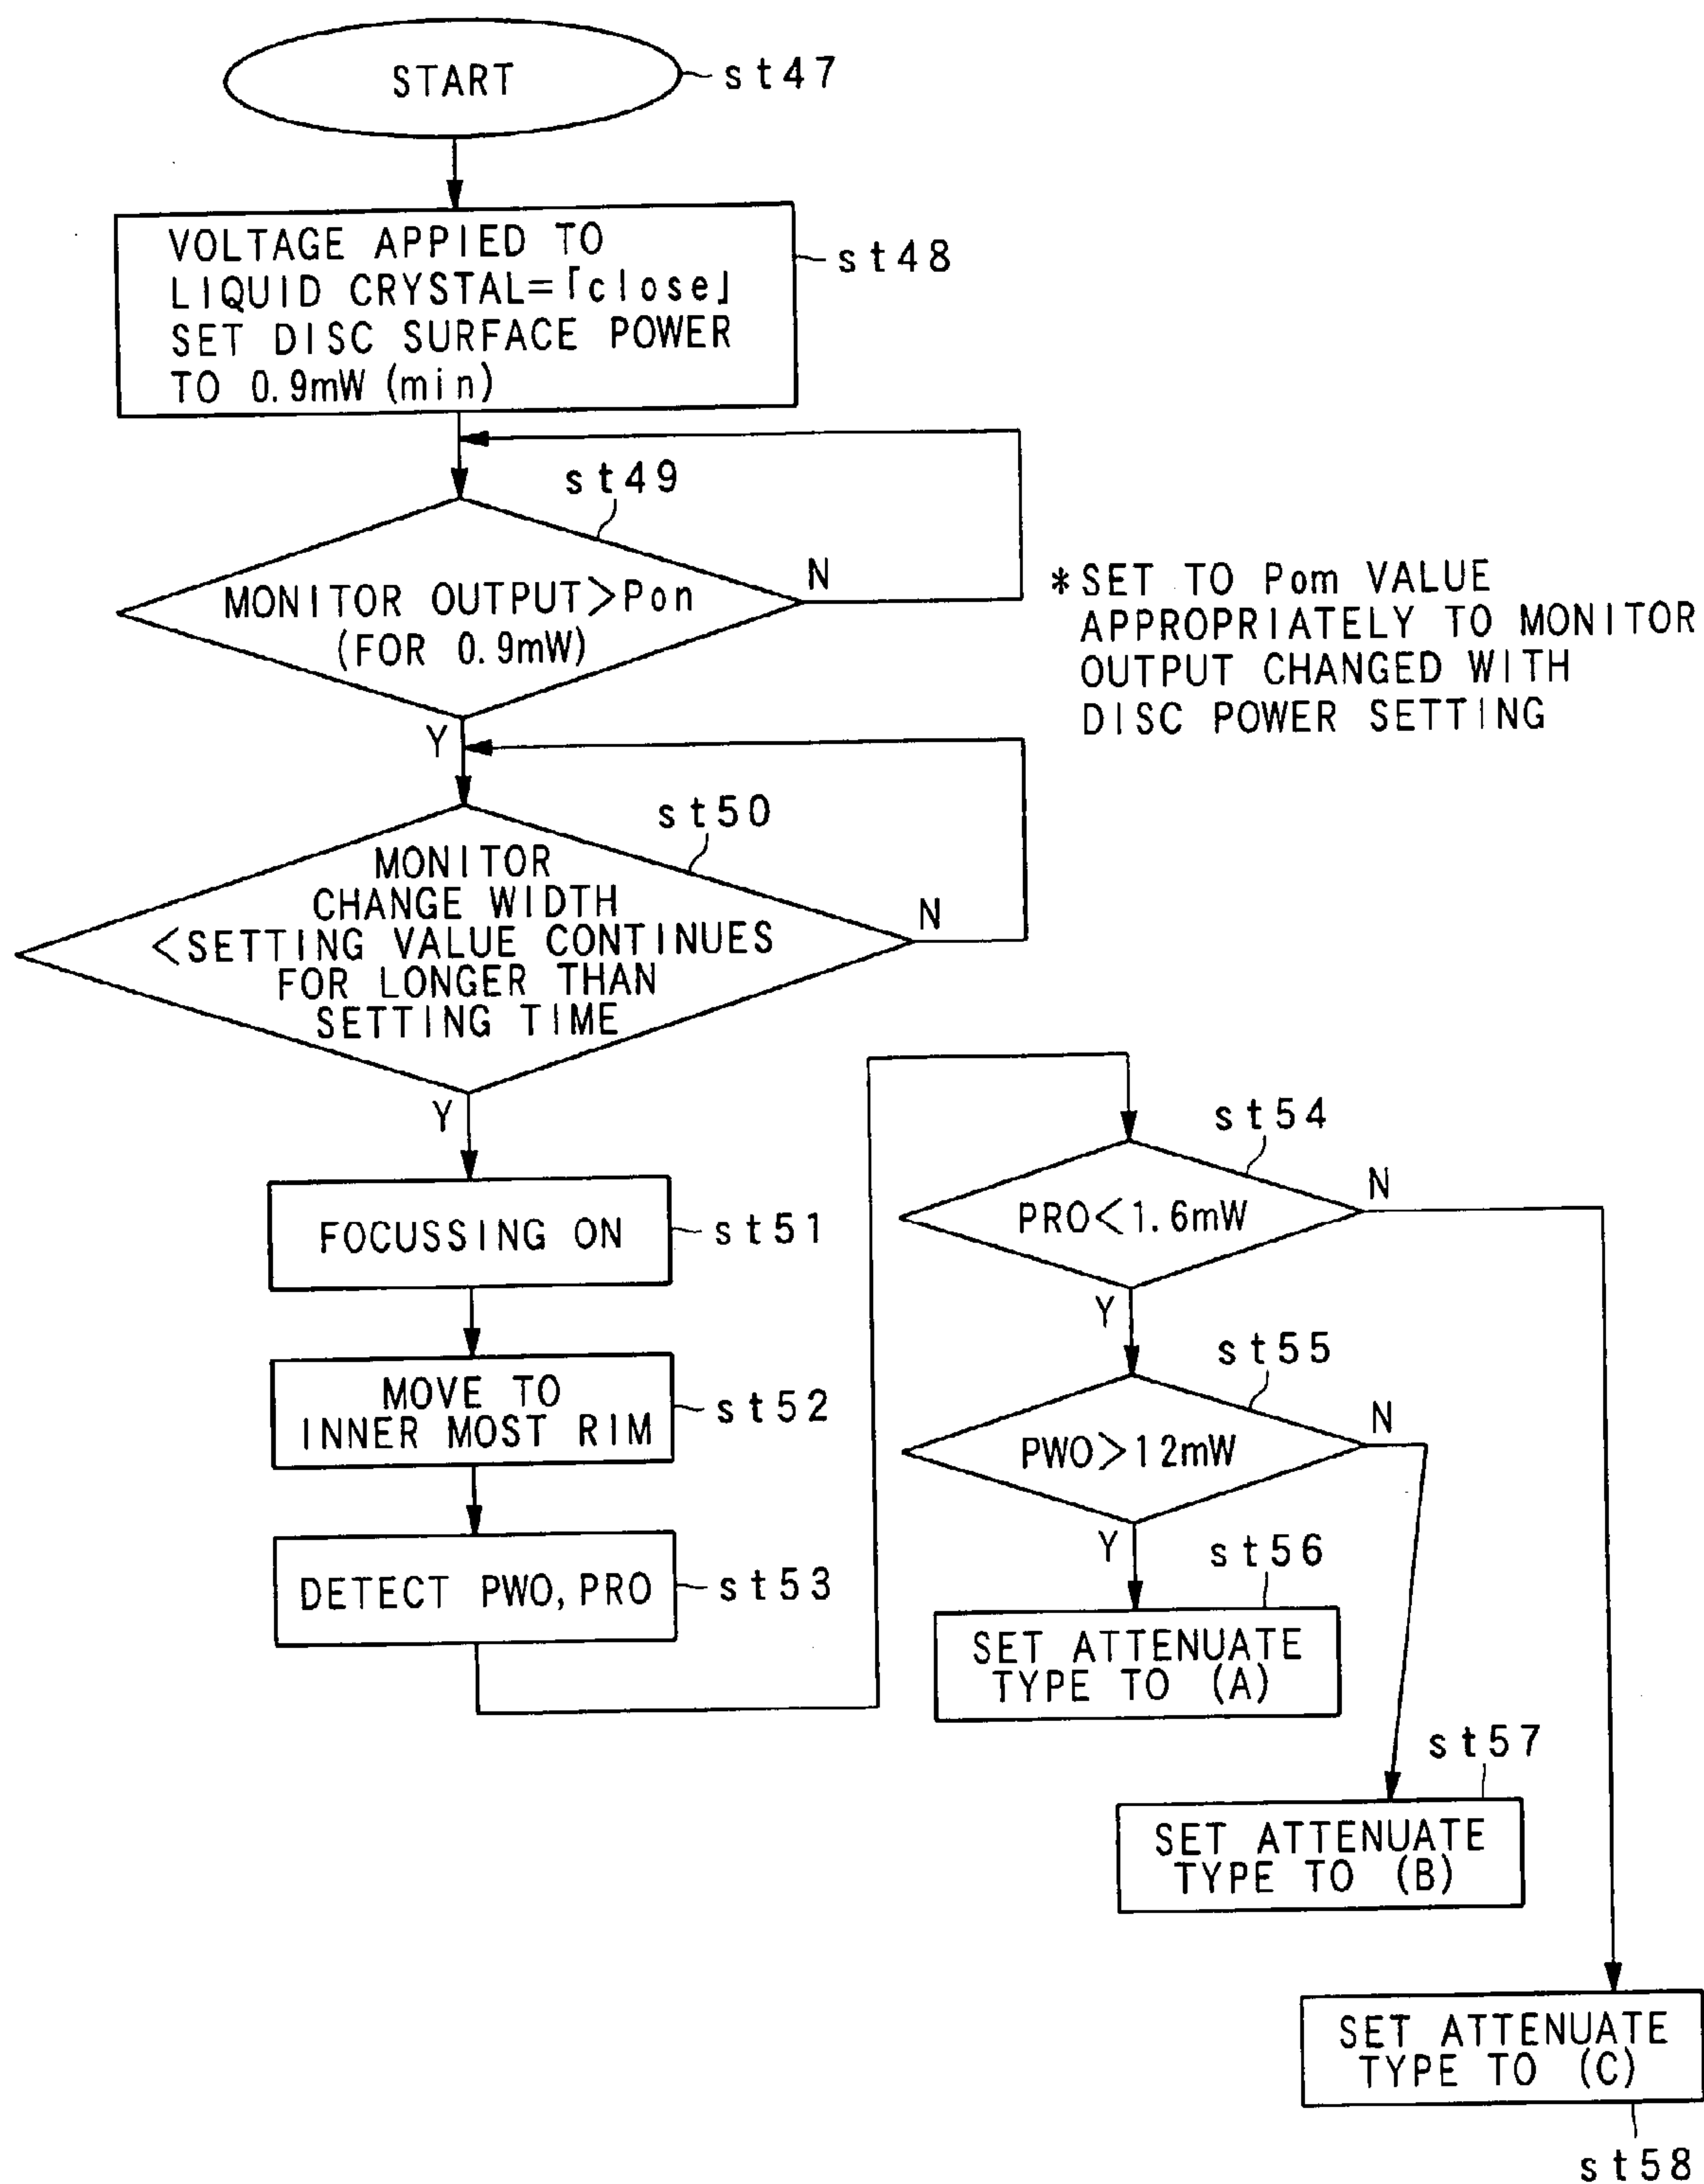 START
st47
VOLTAGE APPIED TO
LIQUID CRYSTAL=「close」
SET DISC SURFACE POWER
TO 0.9mW (min)
st48
st49
MONITOR OUTPUT>Pon
(FOR 0.9mW)
N
Y
*SET TO Pom VALUE
APPROPRIATELY TO MONITOR
OUTPUT CHANGED WITH
DISC POWER SETTING
st50
MONITOR
CHANGE WIDTH
<SETTING VALUE CONTINUES
FOR LONGER THAN
SETTING TIME
N
Y
FOCUSSING ON
st51
MOVE TO
INNER MOST RIM
st52
DETECT PWO, PRO
st53
st54
PRO<1.6mW
N
Y
st55
PWO>12mW
N
Y
st56
SET ATTENUATE
TYPE TO (A)
st57
SET ATTENUATE
TYPE TO (B)
SET ATTENUATE
TYPE TO (C)
st58